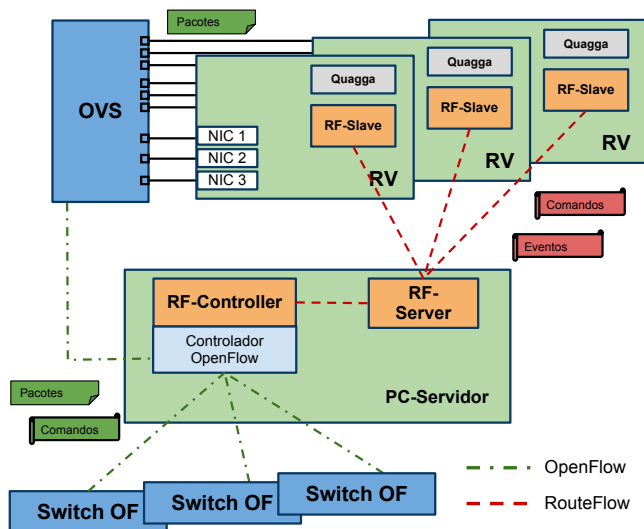 Pacotes
OVS
Quagga
RF-Slave
RV
Quagga
RF-Slave
RV
Quagga
RF-Slave
RV
NIC 1
NIC 2
NIC 3
Comandos
Eventos
RF-Controller
Controlador
OpenFlow
RF-
Server
PC-Servidor
Pacotes
Comandos
Switch OF
Switch OF
Switch OF
OpenFlow
RouteFlow